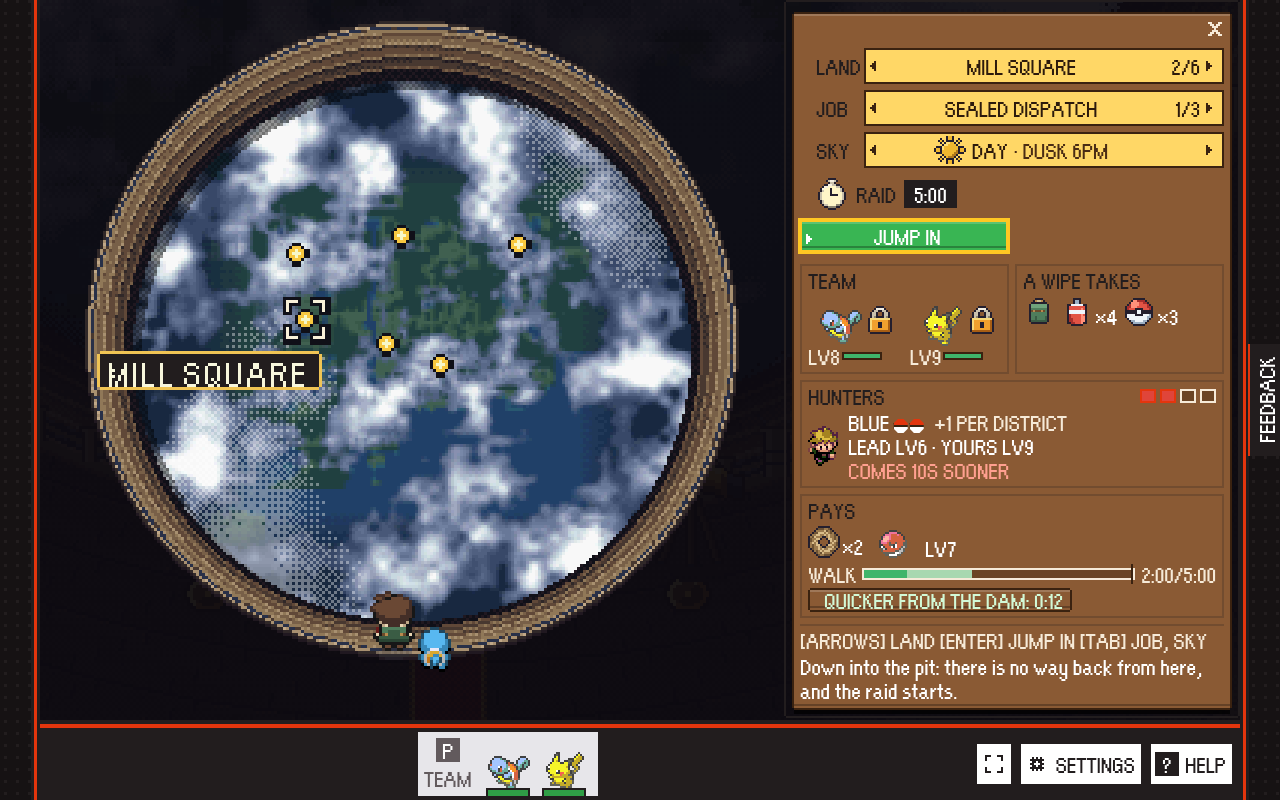 X
LAND MILL SQUARE 2/6
JOB SEALED DISPATCH 1/3
SKY DAY · DUSK 6PM
RAID 5:00
JUMP IN
TEAM
LV8 LV9
A WIPE TAKES
×4 ×3
HUNTERS
BLUE +1 PER DISTRICT
LEAD LV6 · YOURS LV9
COMES 10S SOONER
PAYS
×2 LV7
WALK 2:00/5:00
QUICKER FROM THE DAM: 0:12
[ARROWS] LAND [ENTER] JUMP IN [TAB] JOB, SKY
Down into the pit: there is no way back from here,
and the raid starts.
MILL SQUARE
FEEDBACK
P
TEAM
SETTINGS
? HELP